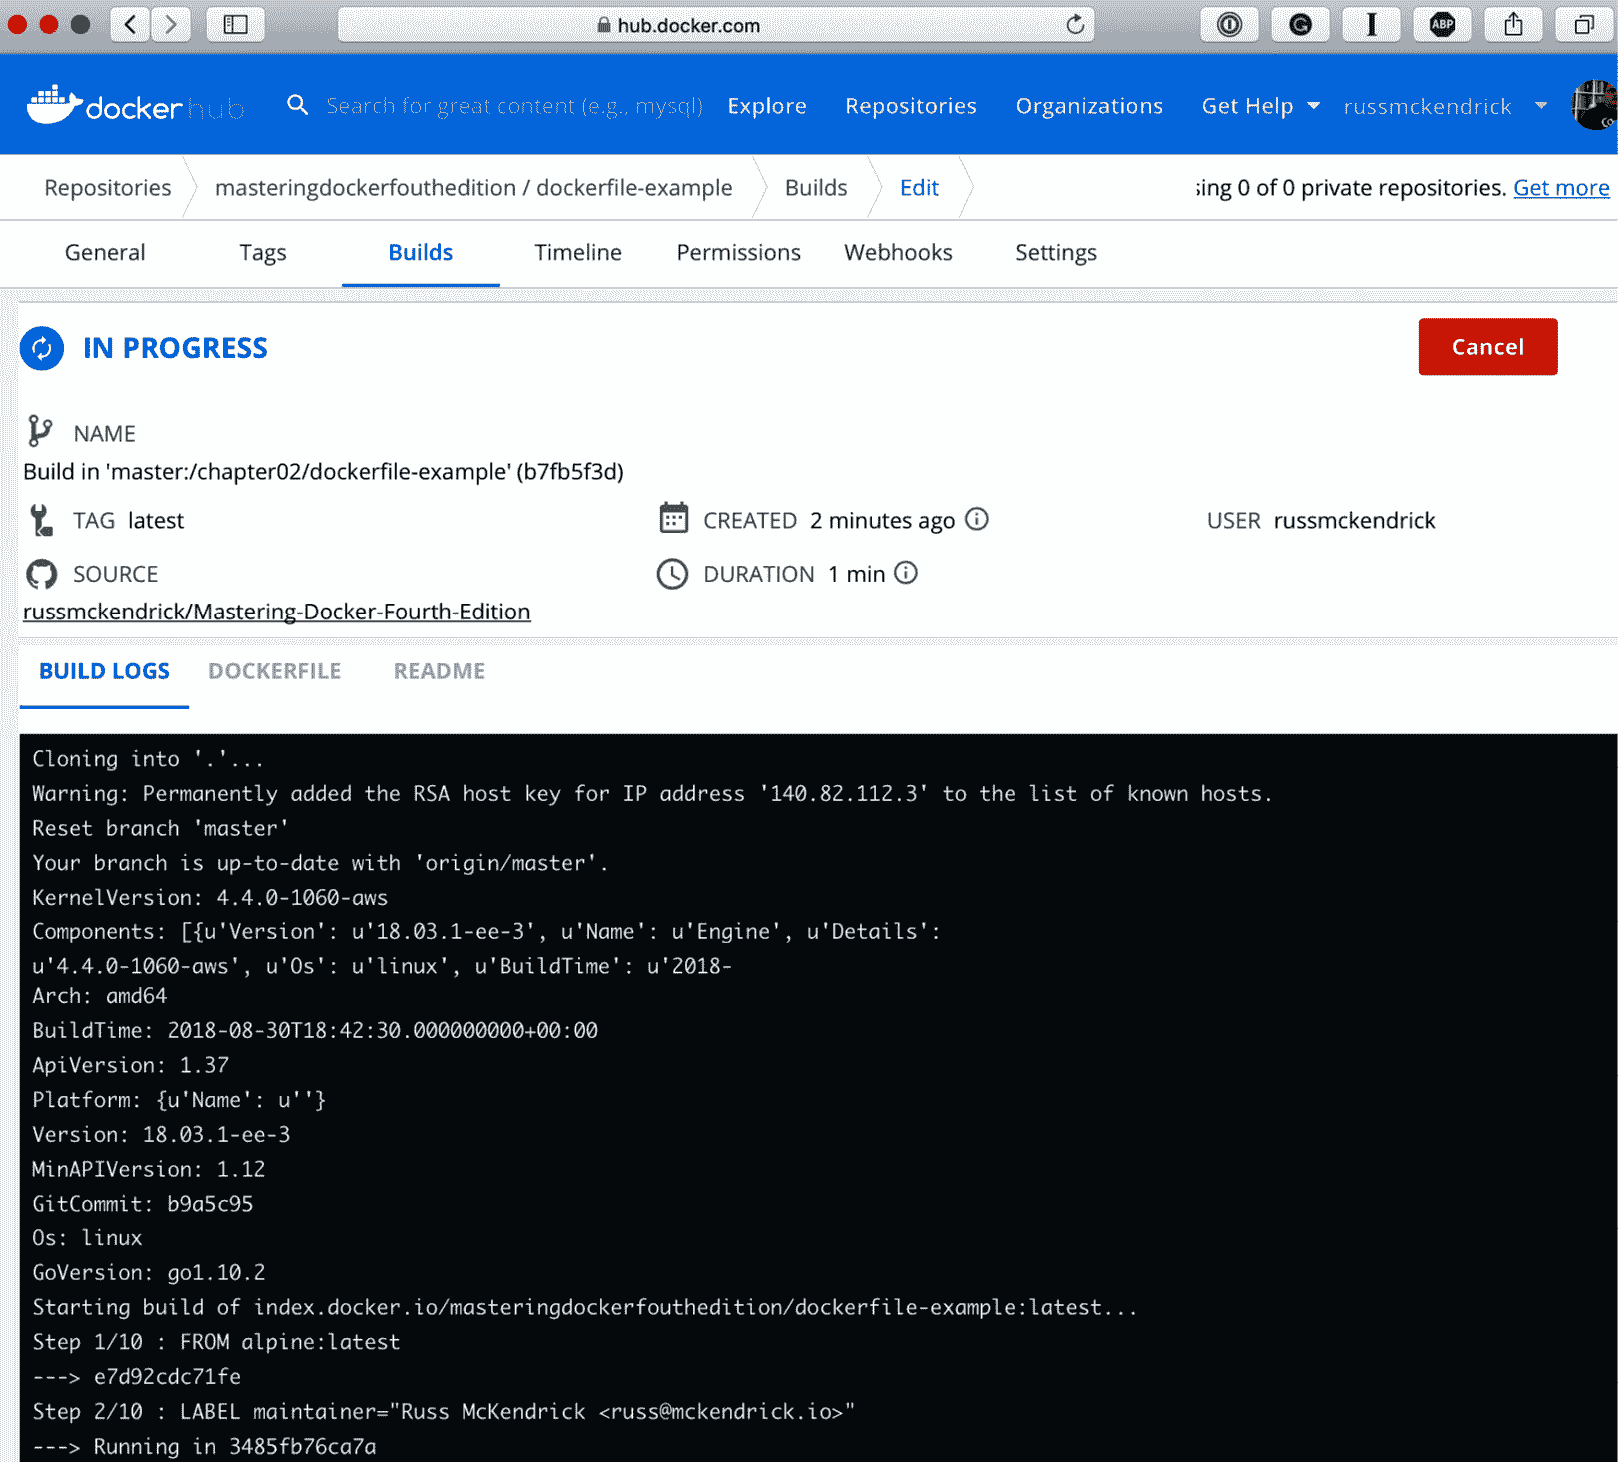 hub.docker.com
ABP
docker hub Search for great content (e.g., mysql) Explore Repositories Organizations Get Help russmckendrick
Repositories masteringdockerfouthedition / dockerfile-example Builds Edit sing 0 of 0 private repositories. Get more
General Tags Builds Timeline Permissions Webhooks Settings
IN PROGRESS Cancel
NAME
Build in 'master:/chapter02/dockerfile-example' (b7fb5f3d)
TAG latest CREATED 2 minutes ago USER russmckendrick
SOURCE DURATION 1 min
russmckendrick/Mastering-Docker-Fourth-Edition
BUILD LOGS DOCKERFILE README
Cloning into '.'...
Warning: Permanently added the RSA host key for IP address '140.82.112.3' to the list of known hosts.
Reset branch 'master'
Your branch is up-to-date with 'origin/master'.
KernelVersion: 4.4.0-1060-aws
Components: [{u'Version': u'18.03.1-ee-3', u'Name': u'Engine', u'Details':
u'4.4.0-1060-aws', u'Os': u'linux', u'BuildTime': u'2018-
Arch: amd64
BuildTime: 2018-08-30T18:42:30.000000000+00:00
ApiVersion: 1.37
Platform: {u'Name': u''}
Version: 18.03.1-ee-3
MinAPIVersion: 1.12
GitCommit: b9a5c95
Os: linux
GoVersion: go1.10.2
Starting build of index.docker.io/masteringdockerfouthedition/dockerfile-example:latest...
Step 1/10 : FROM alpine:latest
---> e7d92cdc71fe
Step 2/10 : LABEL maintainer="Russ McKendrick <russ@mckendrick.io>"
---> Running in 3485fb76ca7a